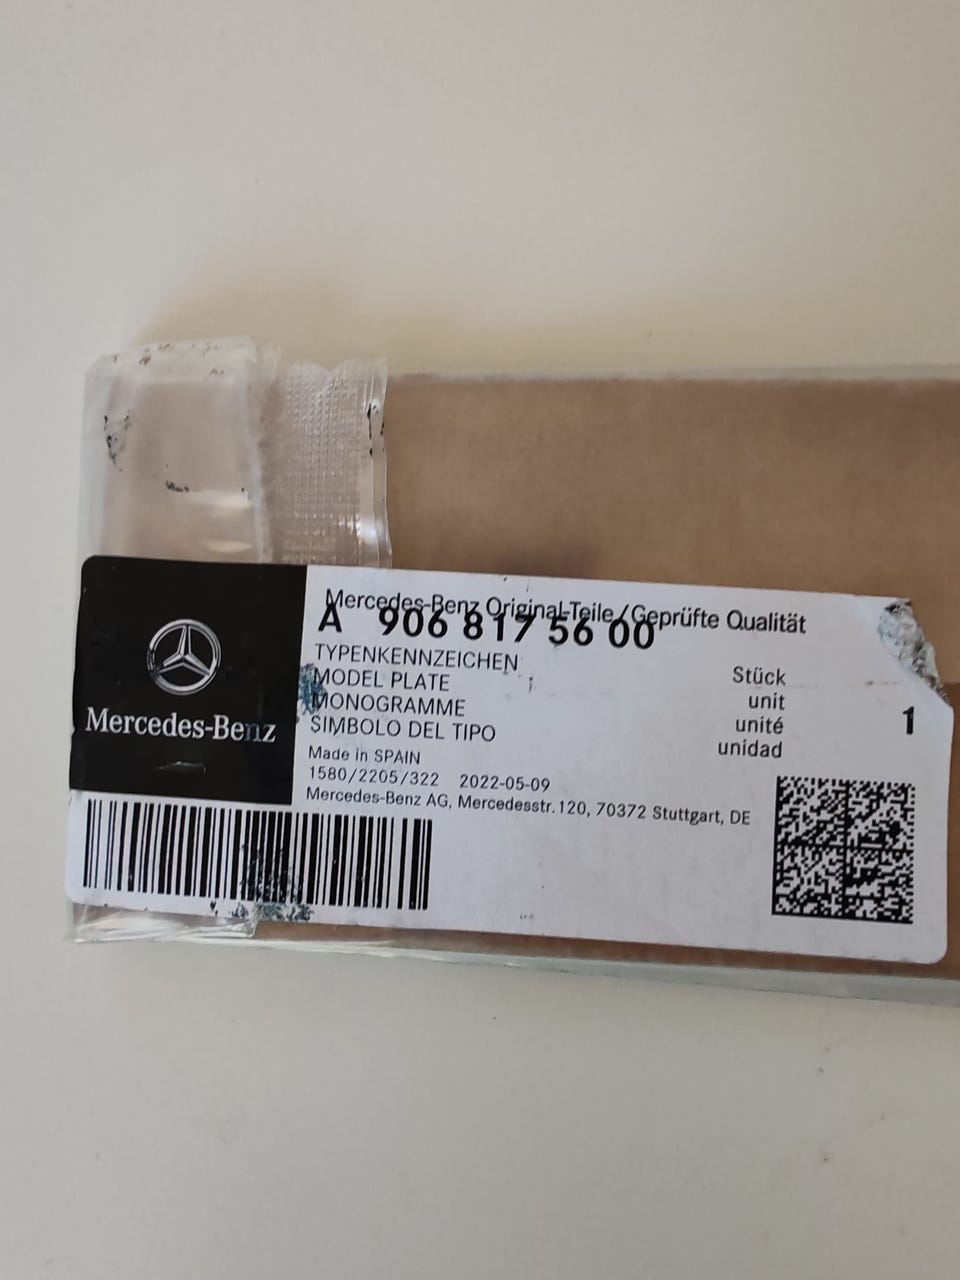 Mercedes-Benz Original-Teile/Geprüfte Qualität
A 906 817 56 00
TYPENKENNZEICHEN
MODEL PLATE
MONOGRAMME
SIMBOLO DEL TIPO
Stück
unit
unité
unidad
1
Mercedes-Benz
Made in SPAIN
1580/2205/322 2022-05-09
Mercedes-Benz AG, Mercedesstr.120, 70372 Stuttgart, DE